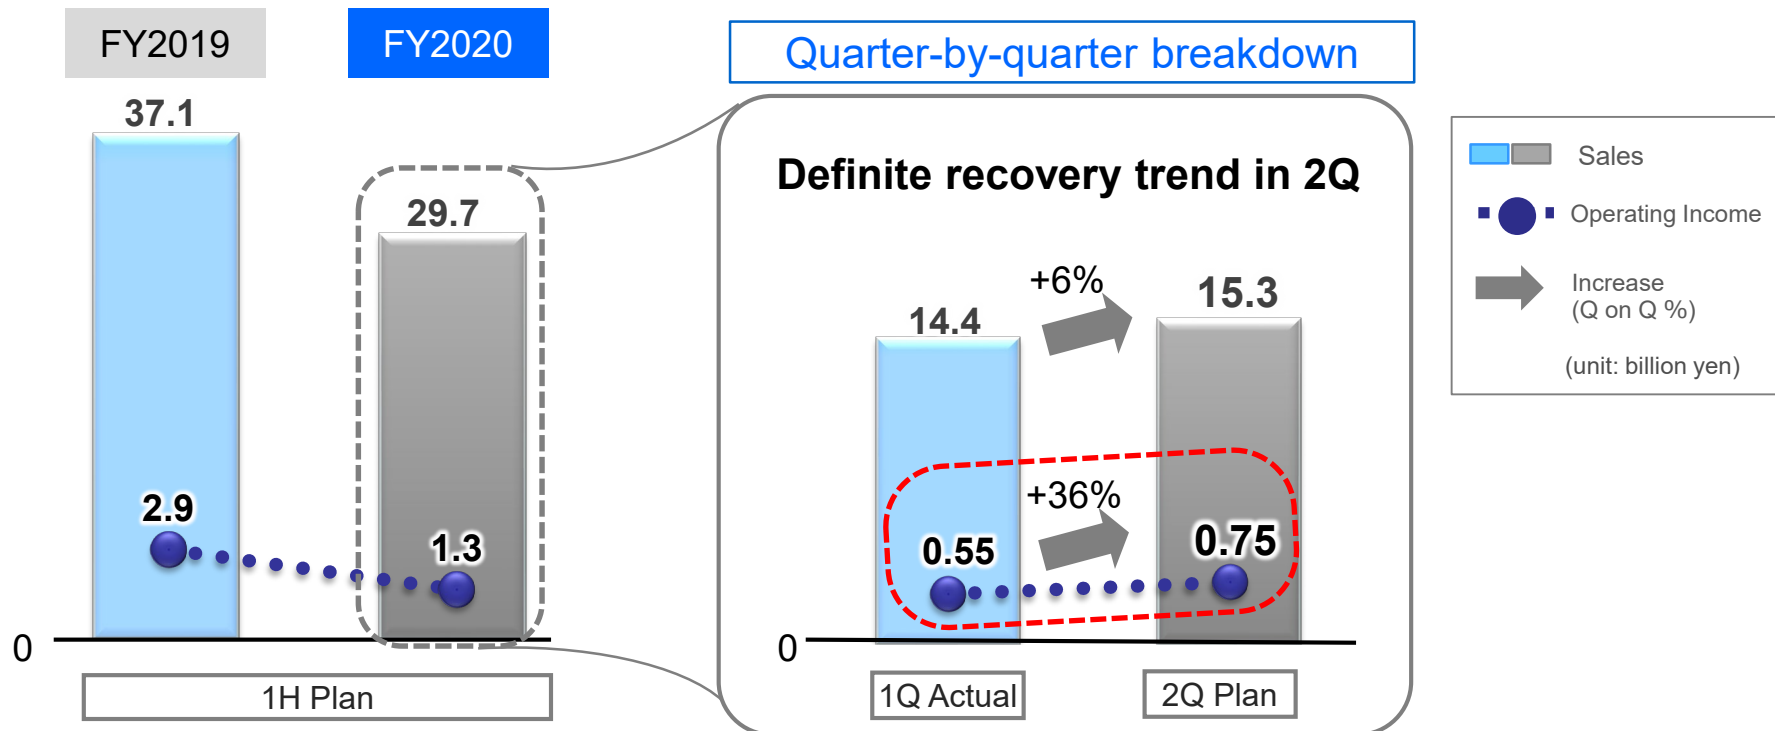 FY2019
FY2020
37.1
29.7
2.9
1.3
0
1H Plan
Quarter-by-quarter breakdown
Definite recovery trend in 2Q
+6%
14.4
15.3
+36%
0.55
0.75
0
1Q Actual
2Q Plan
Sales
Operating Income
Increase
(Q on Q %)
(unit: billion yen)